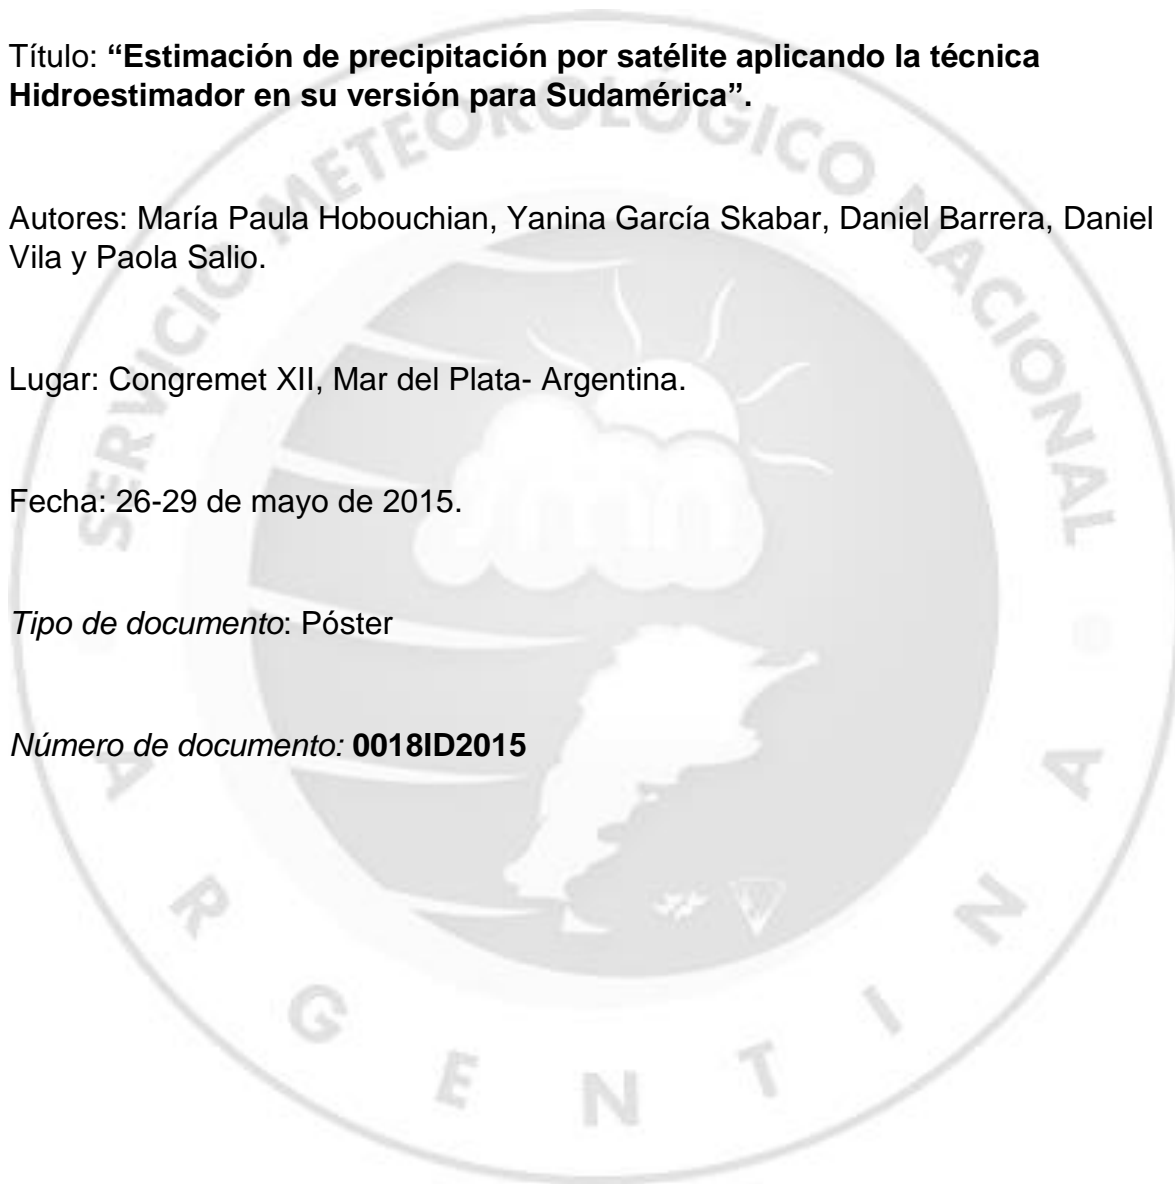 Título: “Estimación de precipitación por satélite aplicando la técnica
Hidroestimador en su versión para Sudamérica”.
Autores: María Paula Hobouchian, Yanina García Skabar, Daniel Barrera, Daniel
Vila y Paola Salio.
Lugar: Congremet XII, Mar del Plata- Argentina.
Fecha: 26-29 de mayo de 2015.
Tipo de documento: Póster
Número de documento: 0018ID2015
SERVICIO METEOROLOGICO NACIONAL
ARGENTINA
smn